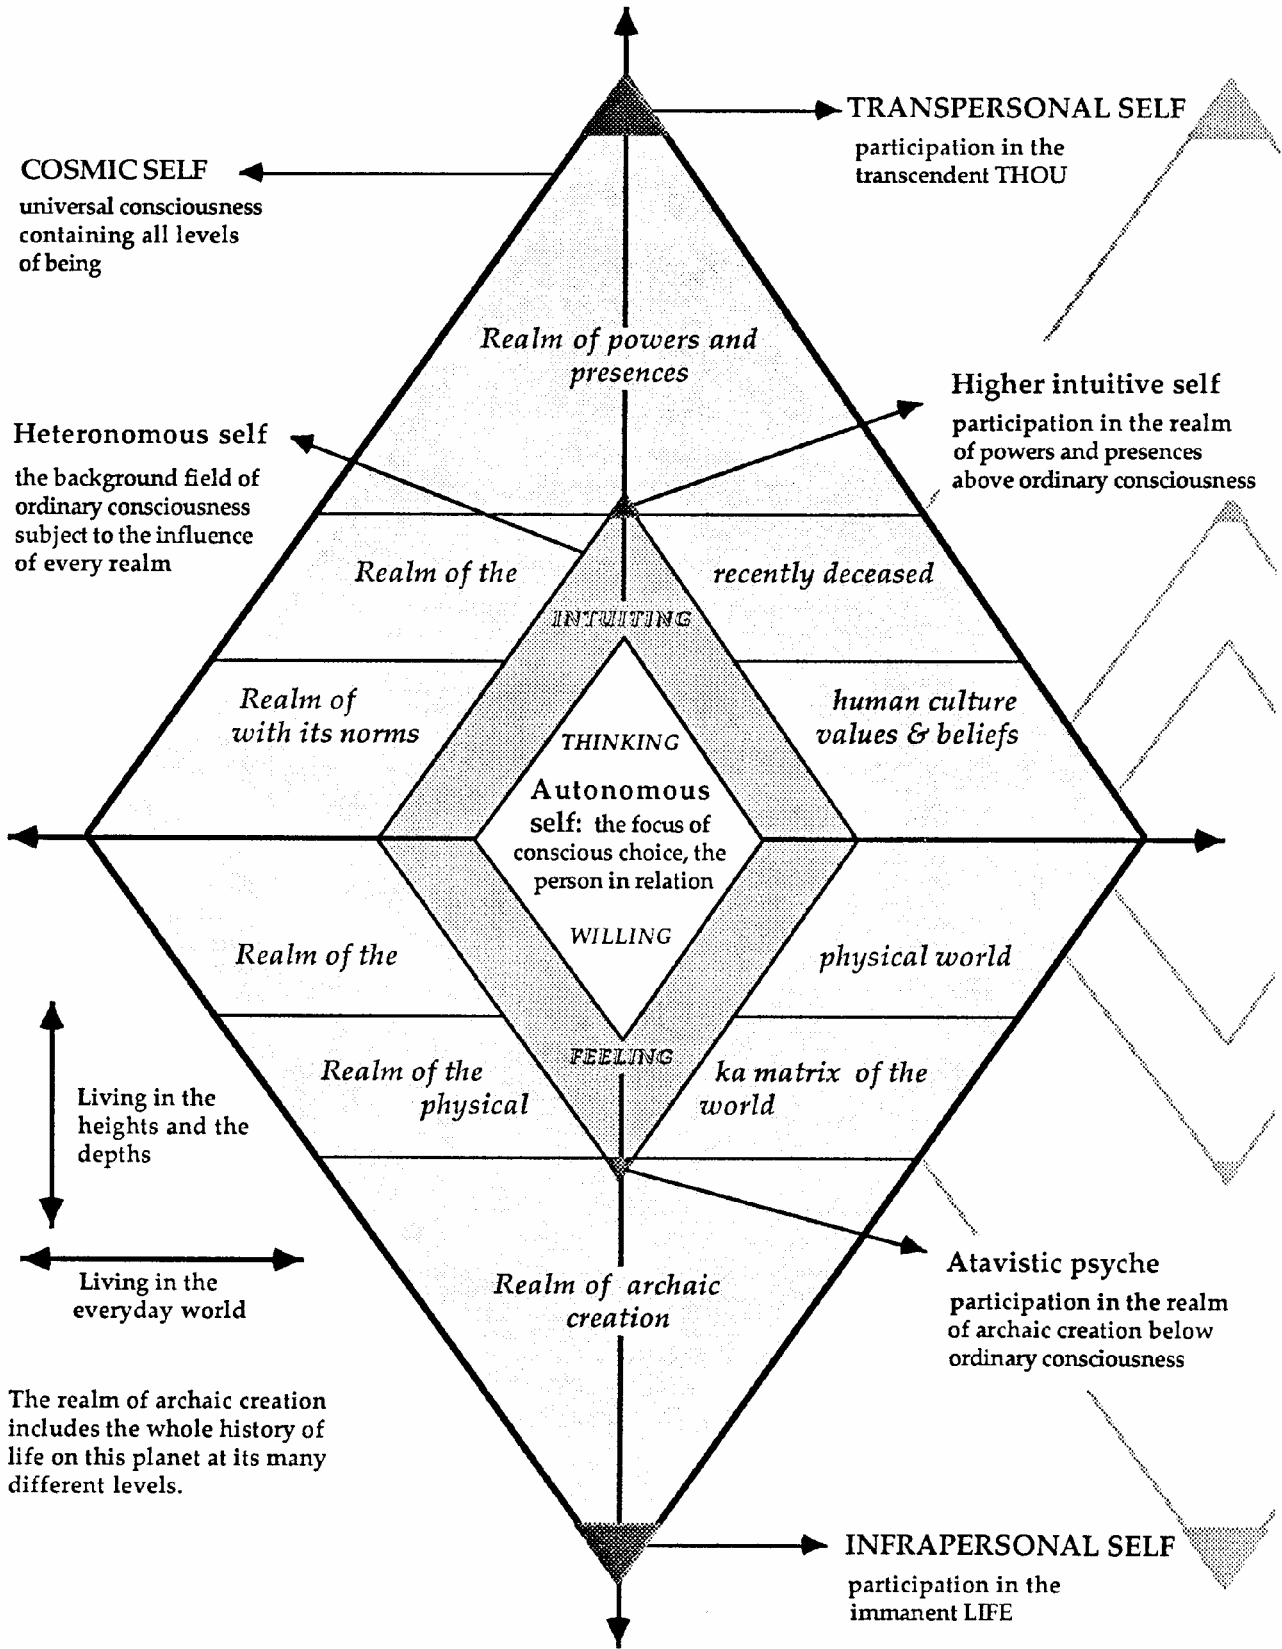 TRANSPERSONAL SELF
participation in the
transcendent THOU
COSMIC SELF
universal consciousness
containing all levels
of being
Realm of powers and
presences
Higher intuitive self
participation in the realm
of powers and presences
above ordinary consciousness
Heteronomous self
the background field of
ordinary consciousness
subject to the influence
of every realm
Realm of the
recently deceased
INTUITING
Realm of
with its norms
human culture
values & beliefs
THINKING
Autonomous
self: the focus of
conscious choice, the
person in relation
WILLING
Realm of the
physical world
FEELING
Realm of the
physical
ka matrix of the
world
Living in the
heights and the
depths
Living in the
everyday world
Realm of archaic
creation
Atavistic psyche
participation in the realm
of archaic creation below
ordinary consciousness
The realm of archaic creation
includes the whole history of
life on this planet at its many
different levels.
INFRAPERSONAL SELF
participation in the
immanent LIFE